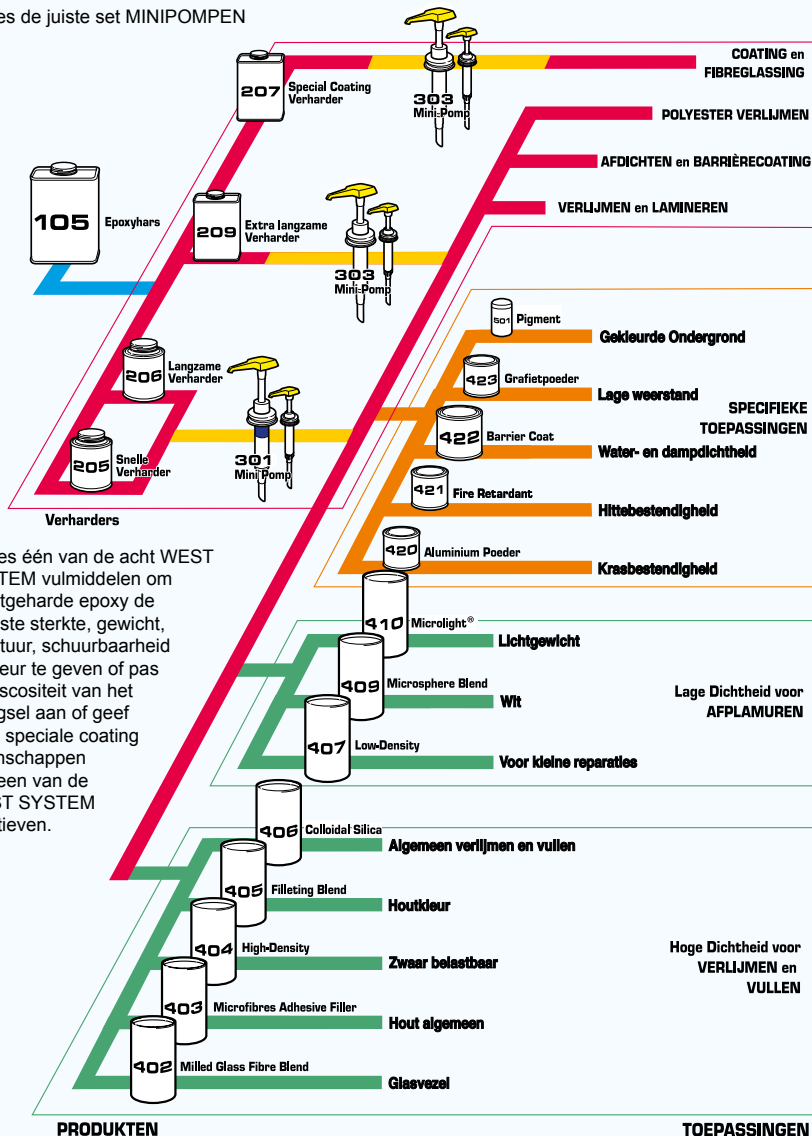 es de juiste set MINIPOMPEN
COATING en
FIBREGLASSING
207
Special Coating
Verharder
303
Mini-Pomp
POLYESTER VERLIJMEN
AFDICHTEN en BARRIÈRECOATING
VERLIJMEN en LAMINEREN
105
Epoxyhars
209
Extra langzame
Verharder
303
Mini-Pomp
206
Langzame
Verharder
205
Snelle
Verharder
301
Mini Pomp
Verharders
501
Pigment
Gekleurde Ondergrond
423
Grafietpoeder
Lage weerstand
422
Barrier Coat
Water- en dampdichtheid
421
Fire Retardant
Hittebestendigheid
420
Aluminium Poeder
Krasbestendigheid
SPECIFIEKE
TOEPASSINGEN
es één van de acht WEST
TEM vulmiddelen om
tgeharde epoxy de
ste sterkte, gewicht,
tuur, schuurbaarheid
eur te geven of pas
scositeit van het
gsel aan of geef
speciale coating
nschappen
een van de
ST SYSTEM
tieven.
410
Microlight®
Lichtgewicht
409
Microsphere Blend
Wit
407
Low-Density
Voor kleine reparaties
Lage Dichtheid voor
AFPLAMUREN
406
Colloidal Silica
Algemeen verlijmen en vullen
405
Filleting Blend
Houtkleur
404
High-Density
Zwaar belastbaar
403
Microfibres Adhesive Filler
Hout algemeen
402
Milled Glass Fibre Blend
Glasvezel
Hoge Dichtheid voor
VERLIJMEN en
VULLEN
PRODUKTEN
TOEPASSINGEN